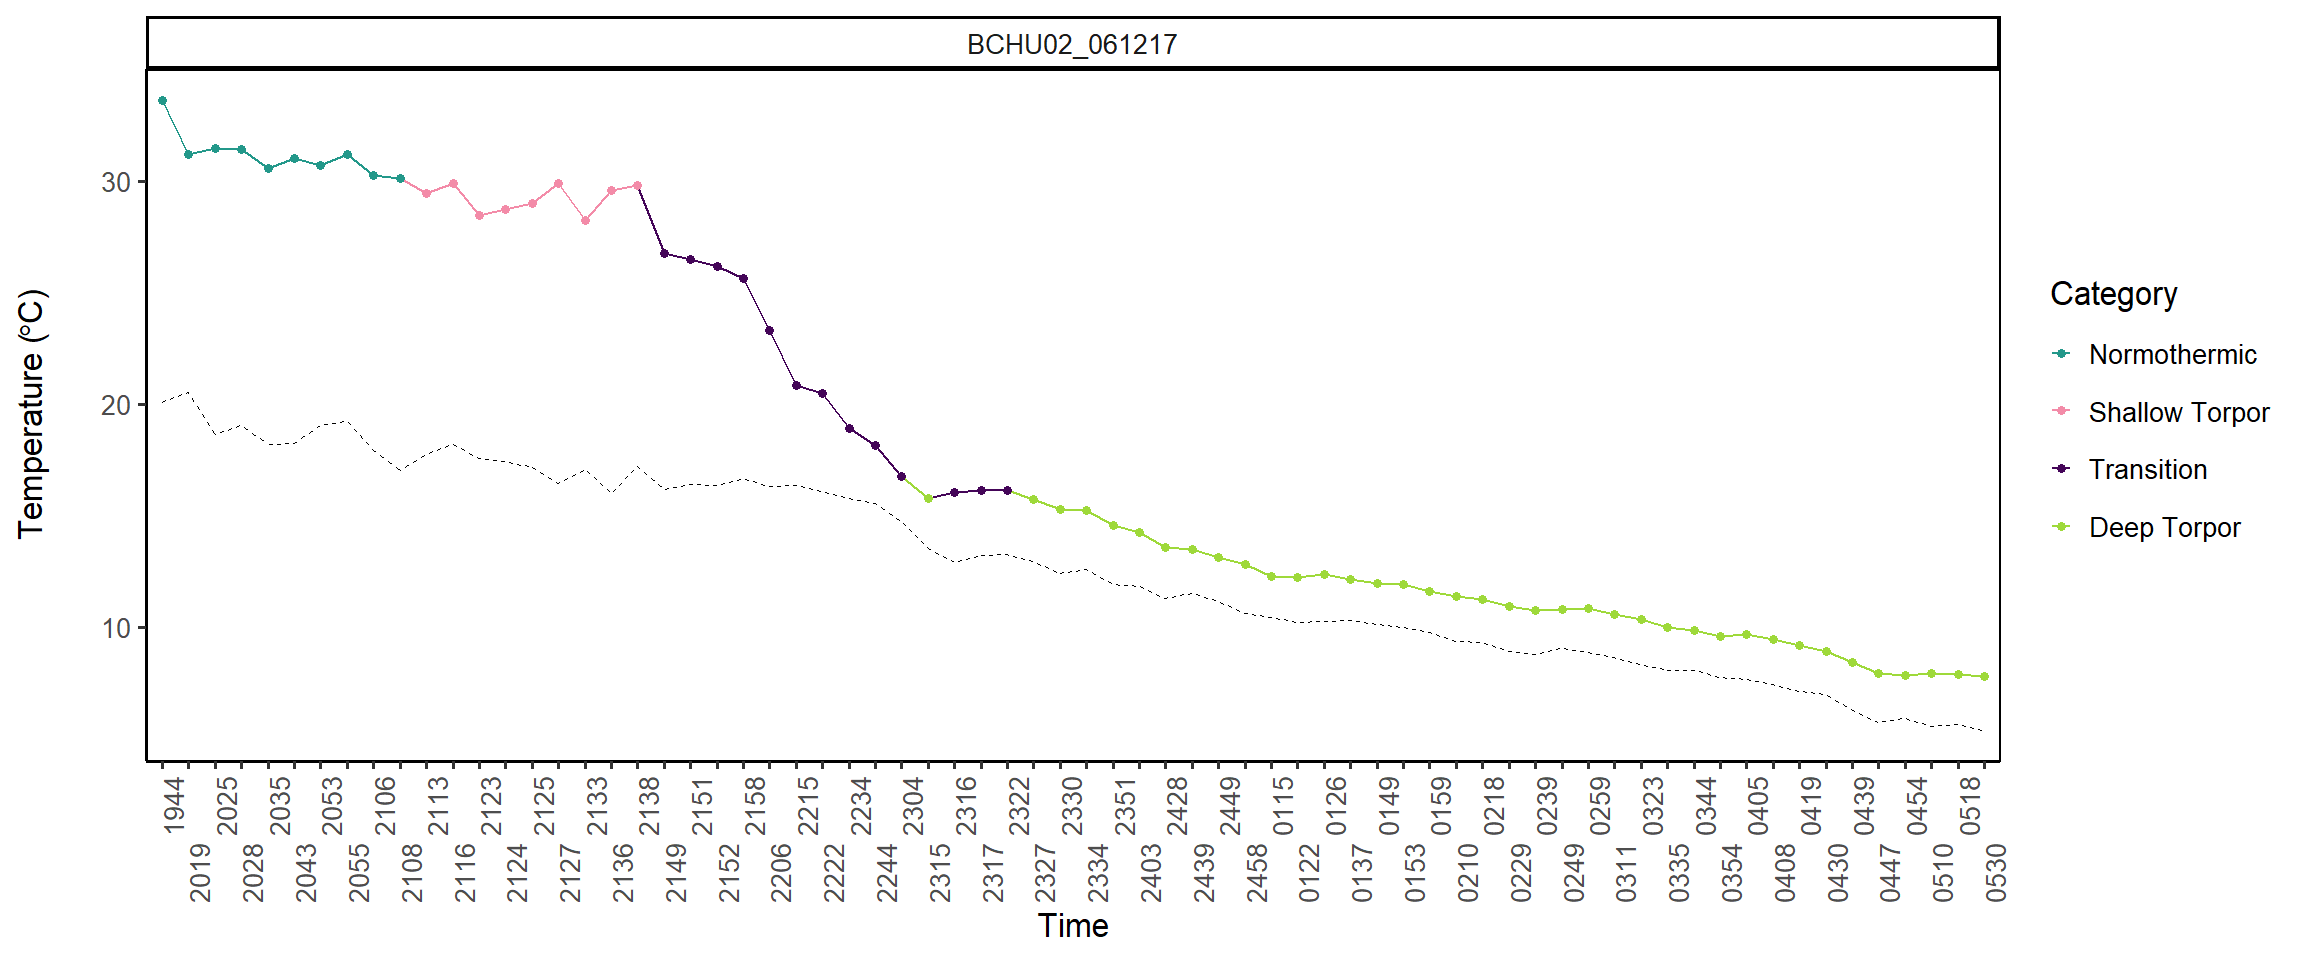 BCHU02_061217
Temperature (°C)
30
20
10
1944 2025 2035 2053 2106 2113 2123 2125 2133 2138 2151 2158 2215 2234 2304 2316 2322 2330 2351 2428 2449 0115 0126 0149 0159 0218 0239 0259 0323 0344 0405 0419 0439 0454 0518
2019 2028 2043 2055 2108 2116 2124 2127 2136 2149 2152 2206 2222 2244 2315 2317 2327 2334 2403 2439 2458 0122 0137 0153 0210 0229 0249 0311 0335 0354 0408 0430 0447 0510 0530
Time
Category
Normothermic
Shallow Torpor
Transition
Deep Torpor